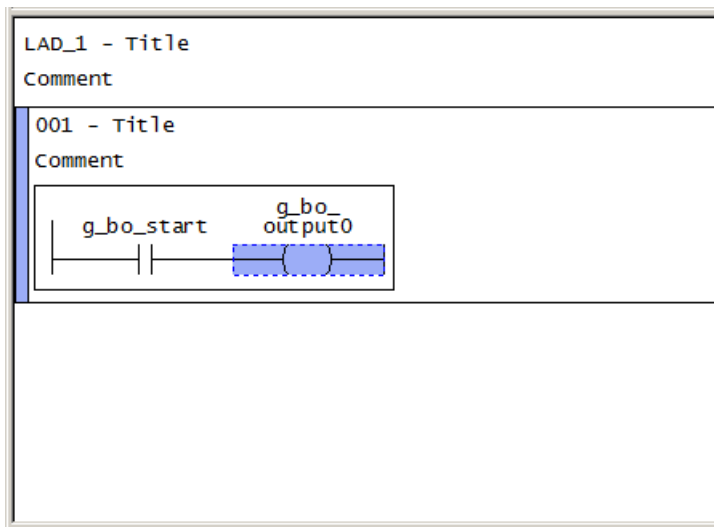 LAD_1 - Title
Comment
001 - Title
Comment
g_bo_start
g_bo_
output0